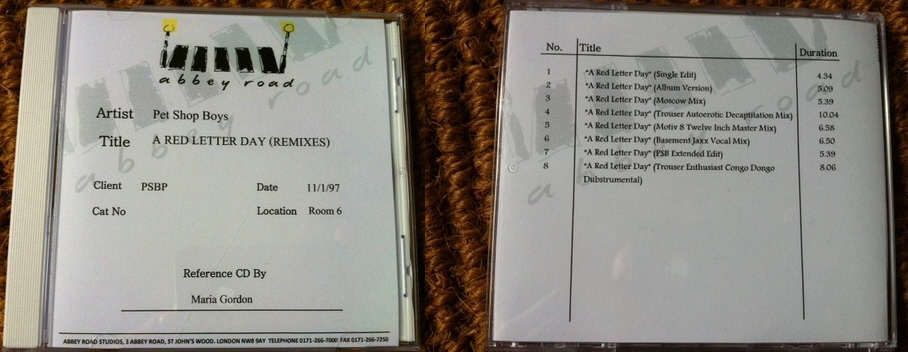 abbey road
Artist Pet Shop Boys
Title A RED LETTER DAY (REMIXES)
Client PSBP Date 11/1/97
Cat No Location Room 6
Reference CD By
Maria Gordon
ABBEY ROAD STUDIOS, 3 ABBEY ROAD, ST JOHN'S WOOD. LONDON NW8 9AY TELEPHONE 0171-266-7000 FAX 0171-266-7250
No. Title Duration
1 "A Red Letter Day" (Single Edit) 4.34
2 "A Red Letter Day" (Album Version) 5.09
3 "A Red Letter Day" (Moscow Mix) 5.39
4 "A Red Letter Day" (Trouser Autoerotic Decaptitation Mix) 10.04
5 "A Red Letter Day" (Motiv 8 Twelve Inch Master Mix) 6.58
6 "A Red Letter Day" (Basement Jaxx Vocal Mix) 6.50
7 "A Red Letter Day" (PSB Extended Edit) 5.39
8 "A Red Letter Day" (Trouser Enthusiast Congo Dongo 8.06
Dubstrumental)
abbey road
abbey road